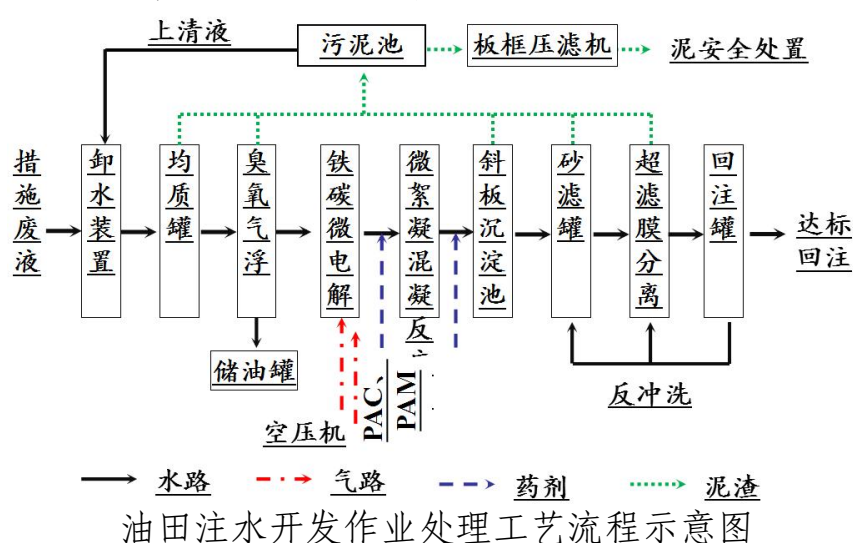 上清液
污泥池
板框压滤机
泥安全处置
措施废液
卸水装置
均质罐
臭氧气浮
铁碳微电解
微絮凝混凝反
斜板沉淀池
砂滤罐
超滤膜分离
回注罐
达标
回注
储油罐
空压机
PAC、
PAM
反冲洗
水路
气路
药剂
泥渣
油田注水开发作业处理工艺流程示意图